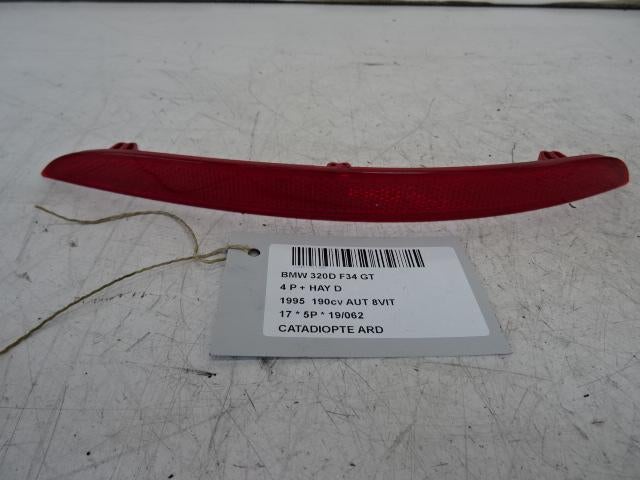 BMW 320D F34 GT
4 P + HAY D
1995 190cv AUT 8VIT
17 * 5P * 19/062
CATADIOPTE ARD